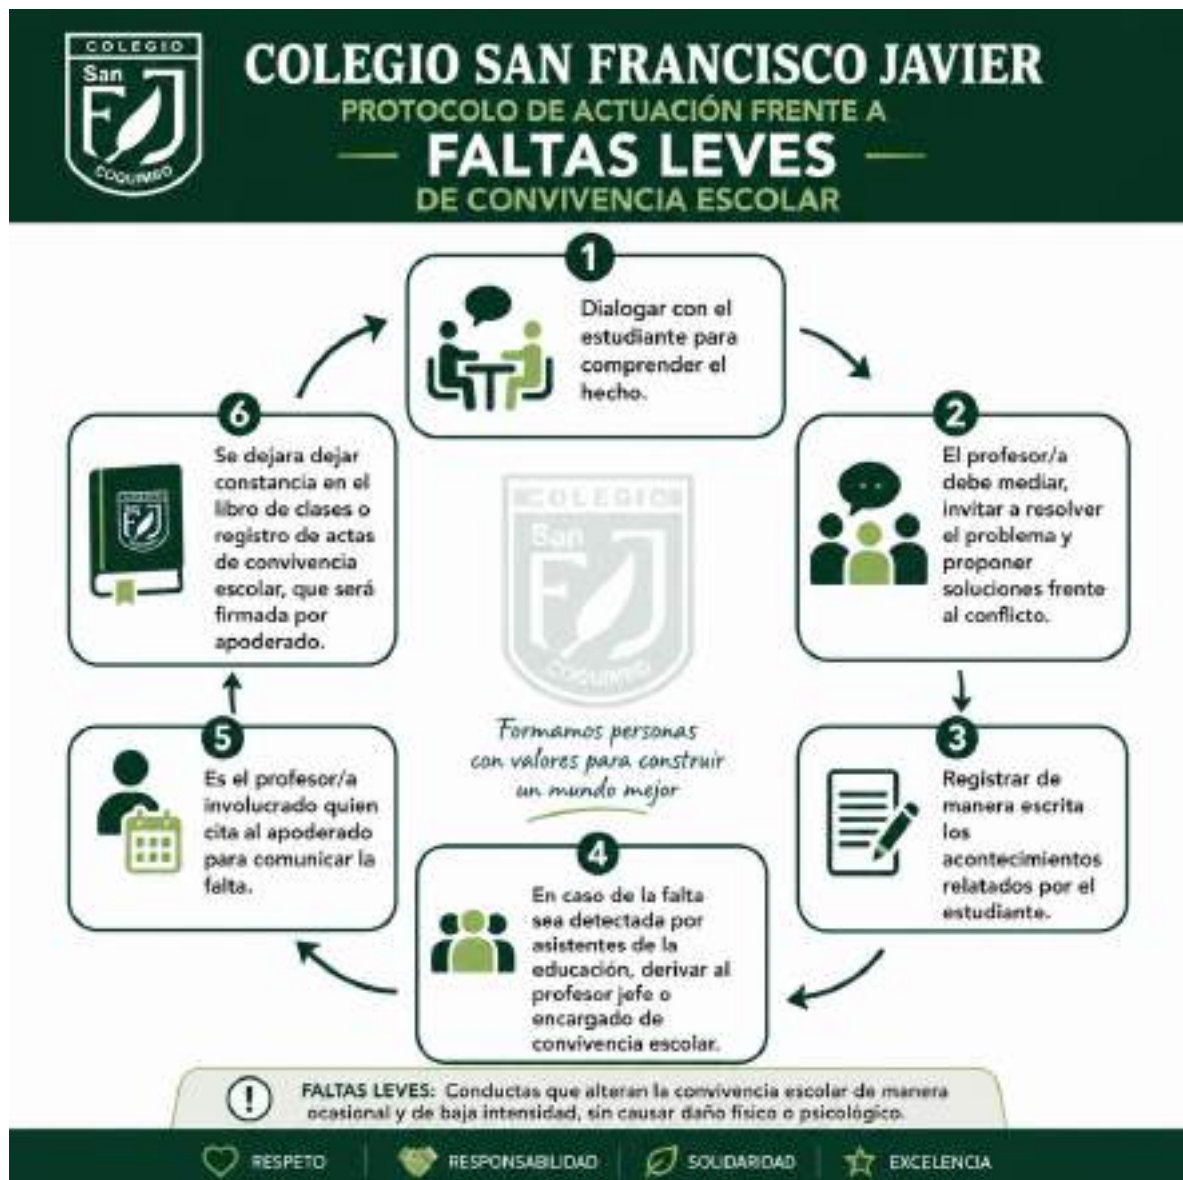 COLEGIO
San
FJ
COQUIMBO
COLEGIO SAN FRANCISCO JAVIER
PROTOCOLO DE ACTUACIÓN FRENTE A
FALTAS LEVES
DE CONVIVENCIA ESCOLAR
1
Dialogar con el
estudiante para
comprender el
hecho.
2
El profesor/a
debe mediar,
invitar a resolver
el problema y
proponer
soluciones frente
al conflicto.
3
Registrar de
manera escrita
los
acontecimientos
relatados por el
estudiante.
4
En caso de la falta
sea detectada por
asistentes de la
educación, derivar al
profesor jefe o
encargado de
convivencia escolar.
5
Es el profesor/a
involucrado quien
cita al apoderado
para comunicar la
falta.
6
Se dejara dejar
constancia en el
libro de clases o
registro de actas
de convivencia
escolar, que será
firmada por
apoderado.
COLEGIO
San
FJ
COQUIMBO
Formamos personas
con valores para construir
un mundo mejor
FALTAS LEVES: Conductas que alteran la convivencia escolar de manera
ocasional y de baja intensidad, sin causar daño físico o psicológico.
RESPETO
RESPONSABILIDAD
SOLIDARIDAD
EXCELENCIA